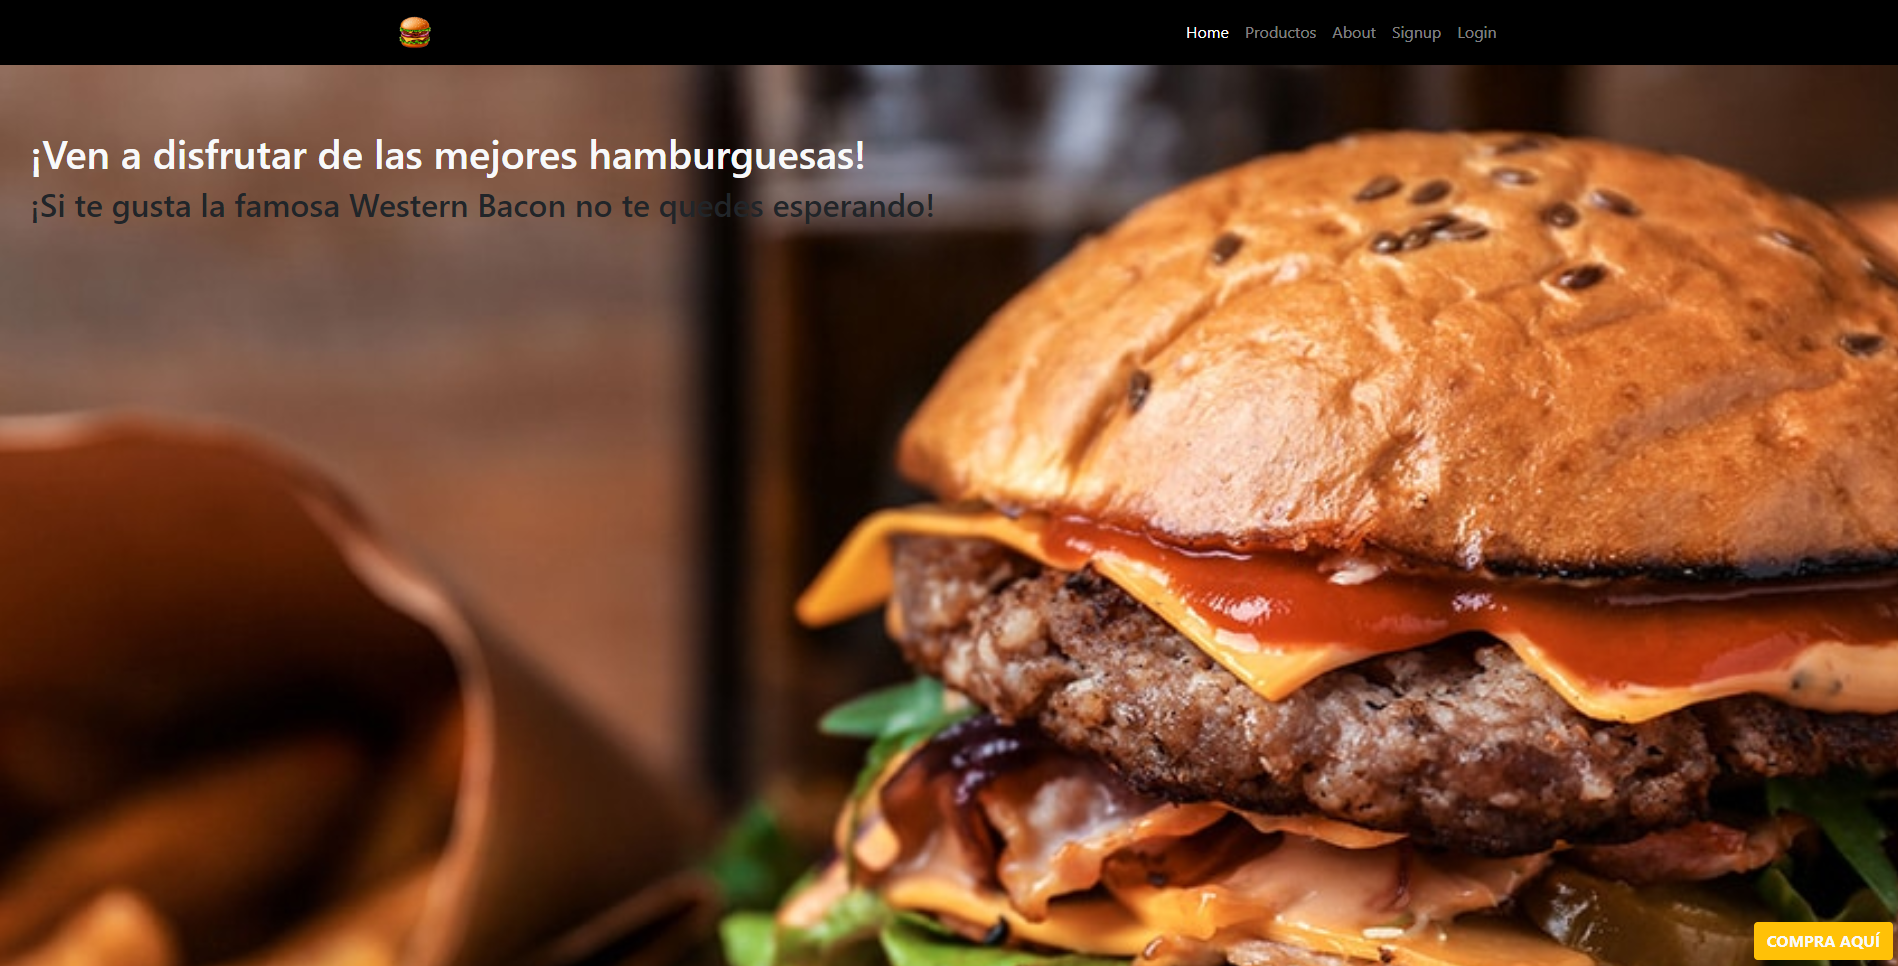 Home Productos About Signup Login
¡Ven a disfrutar de las mejores hamburguesas!
¡Si te gusta la famosa Western Bacon no te quedes esperando!
COMPRA AQUÍ